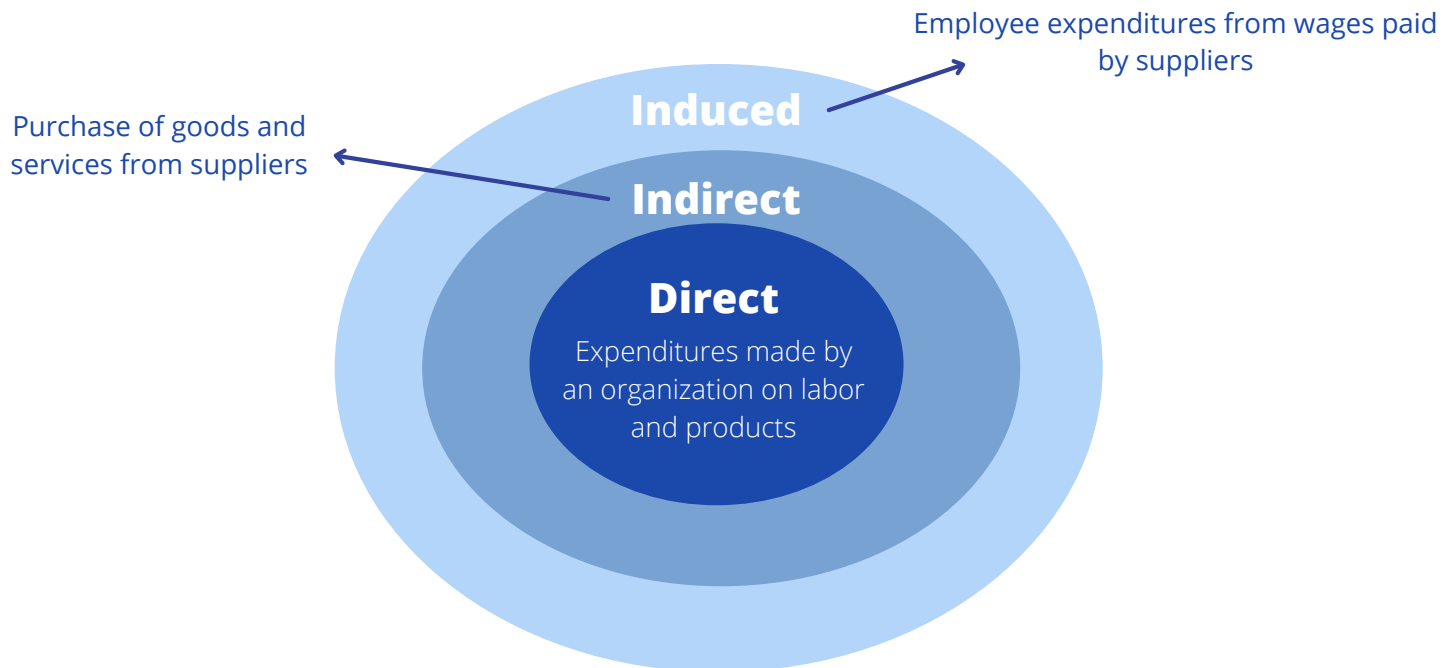 Employee expenditures from wages paid
by suppliers
Induced
Purchase of goods and
services from suppliers
Indirect
Direct
Expenditures made by
an organization on labor
and products